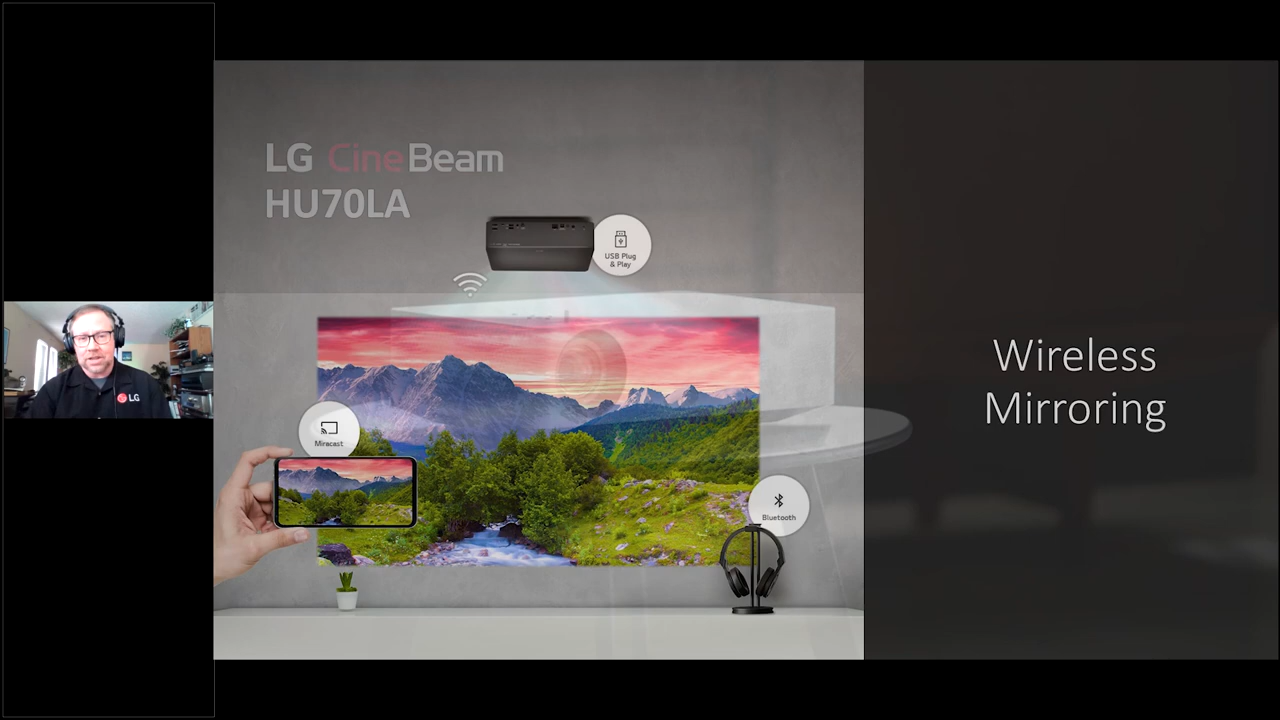 LG CineBeam
HU70LA
USB Plug
& Play
Miracast
Bluetooth
Wireless
Mirroring
LG